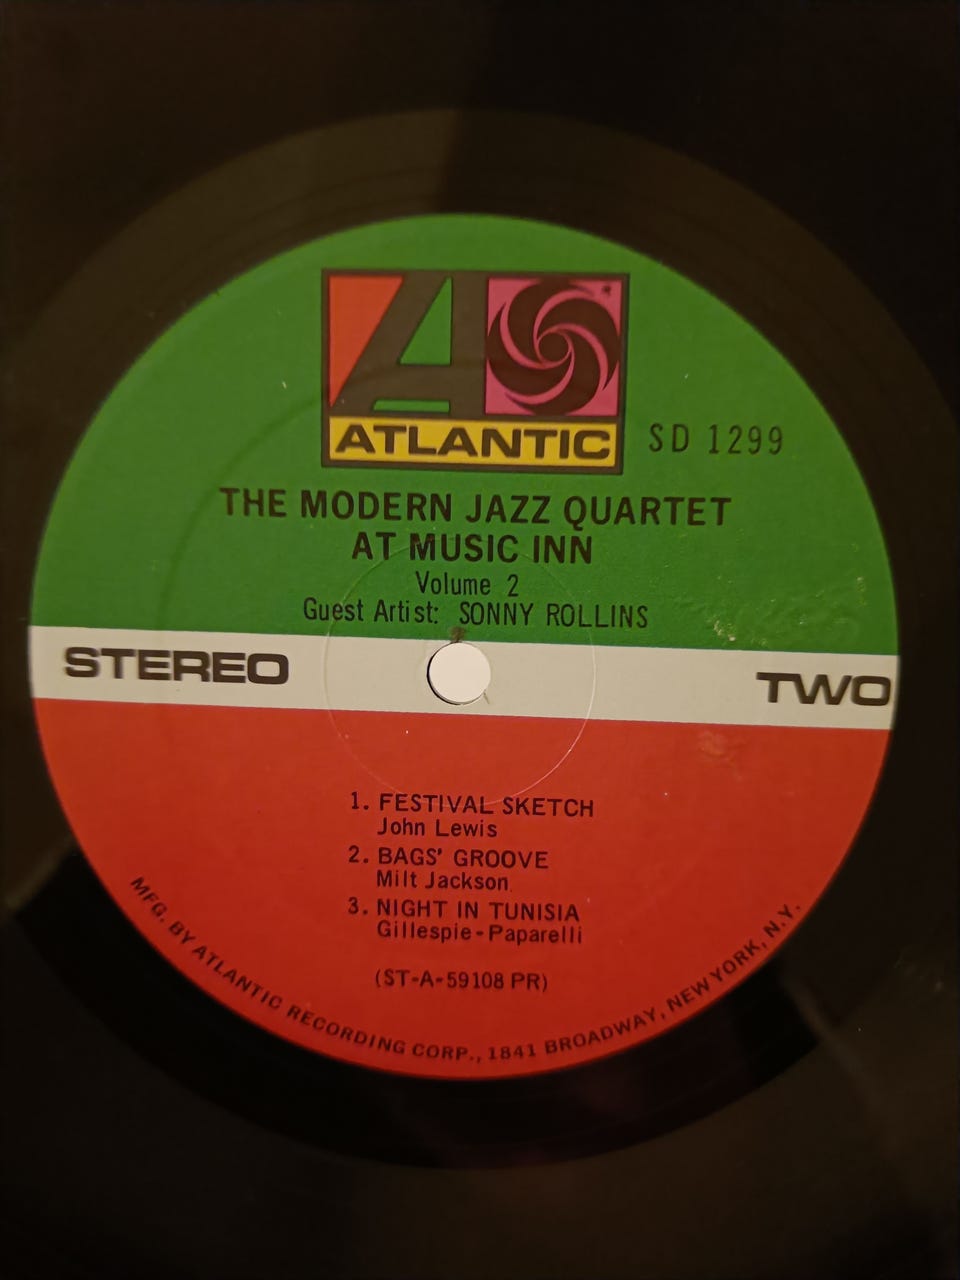 ATLANTIC
SD 1299
THE MODERN JAZZ QUARTET
AT MUSIC INN
Volume 2
Guest Artist: SONNY ROLLINS
STEREO
TWO
1. FESTIVAL SKETCH
John Lewis
2. BAGS' GROOVE
Milt Jackson
3. NIGHT IN TUNISIA
Gillespie-Paparelli
(ST-A-59108 PR)
MFG. BY ATLANTIC RECORDING CORP., 1841 BROADWAY, NEW YORK, N.Y.